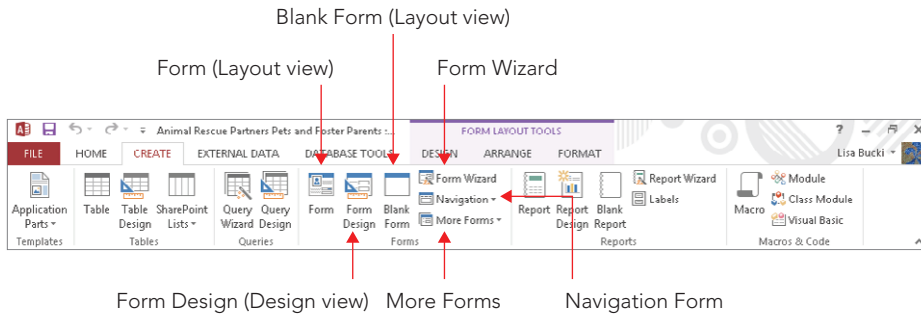 Blank Form (Layout view)
Form (Layout view)
Form Wizard
Animal Rescue Partners Pets and Foster Parents :...
FORM LAYOUT TOOLS
?
FILE HOME CREATE EXTERNAL DATA DATABASE TOOLS DESIGN ARRANGE FORMAT Lisa Bucki
Application Parts
Table
Table Design
SharePoint Lists
Query Wizard
Query Design
Form
Form Design
Blank Form
Form Wizard
Navigation
More Forms
Report
Report Design
Blank Report
Report Wizard
Labels
Macro
Module
Class Module
Visual Basic
Templates Tables Queries Forms Reports Macros & Code
Form Design (Design view)
More Forms
Navigation Form